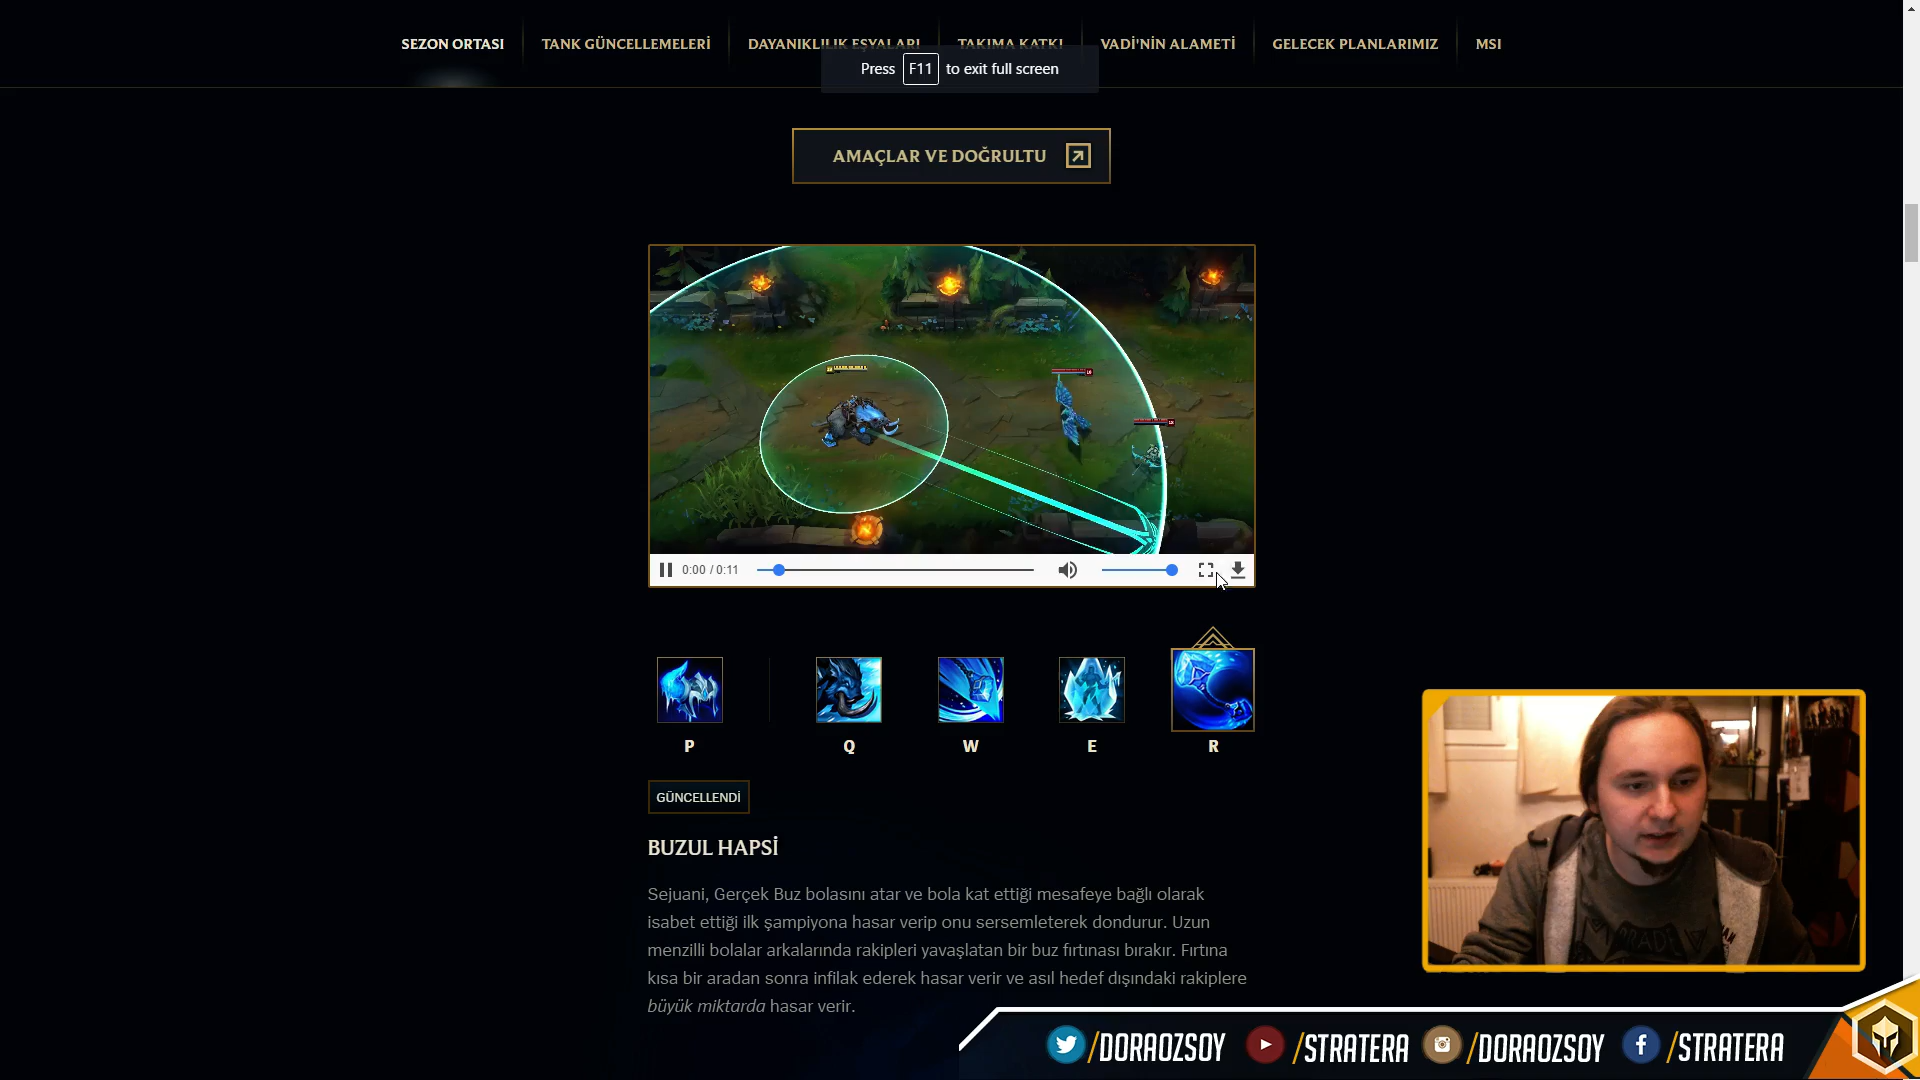 SEZON ORTASI
TANK GÜNCELLEMELERİ
DAYANIKLILIK EŞYALARI
TAKIMA KATKI
VADİ'NİN ALAMETİ
GELECEK PLANLARIMIZ
MSI
Press F11 to exit full screen
AMAÇLAR VE DOĞRULTU
0:00 / 0:11
P
Q
W
E
R
GÜNCELLENDİ
BUZUL HAPSİ
Sejuani, Gerçek Buz bolasını atar ve bola kat ettiği mesafeye bağlı olarak
isabet ettiği ilk şampiyona hasar verip onu sersemleterek dondurur. Uzun
menzilli bolalar arkalarında rakipleri yavaşlatan bir buz fırtınası bırakır. Fırtına
kısa bir aradan sonra infilak ederek hasar verir ve asıl hedef dışındaki rakiplere
büyük miktarda hasar verir.
/DORAOZSOY
/STRATERA
/DORAOZSOY
/STRATERA